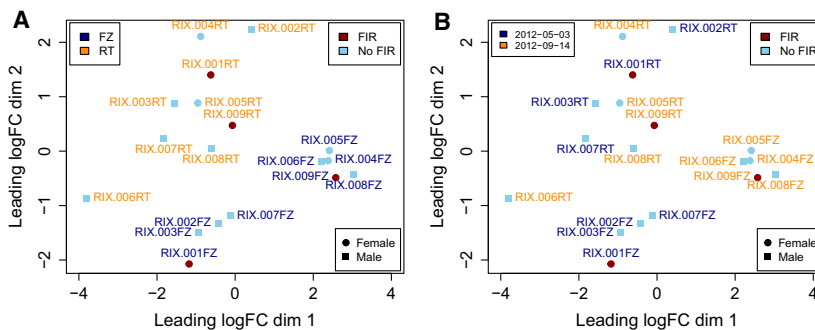 A
B
FZ
RT
FIR
No FIR
RIX.004RT
RIX.002RT
RIX.001RT
RIX.003RT
RIX.005RT
RIX.009RT
RIX.007RT
RIX.008RT
RIX.005FZ
RIX.006FZ
RIX.004FZ
RIX.009FZ
RIX.008FZ
RIX.006RT
RIX.002FZ
RIX.007FZ
RIX.003FZ
RIX.001FZ
Female
Male
2
1
0
−1
−2
−4
−2
0
2
4
Leading logFC dim 2
Leading logFC dim 1
2012-05-03
2012-09-14
FIR
No FIR
RIX.004RT
RIX.002RT
RIX.001RT
RIX.003RT
RIX.005RT
RIX.009RT
RIX.007RT
RIX.008RT
RIX.005FZ
RIX.006FZ
RIX.004FZ
RIX.009FZ
RIX.008FZ
RIX.006RT
RIX.002FZ
RIX.007FZ
RIX.003FZ
RIX.001FZ
Female
Male
2
1
0
−1
−2
−4
−2
0
2
4
Leading logFC dim 2
Leading logFC dim 1